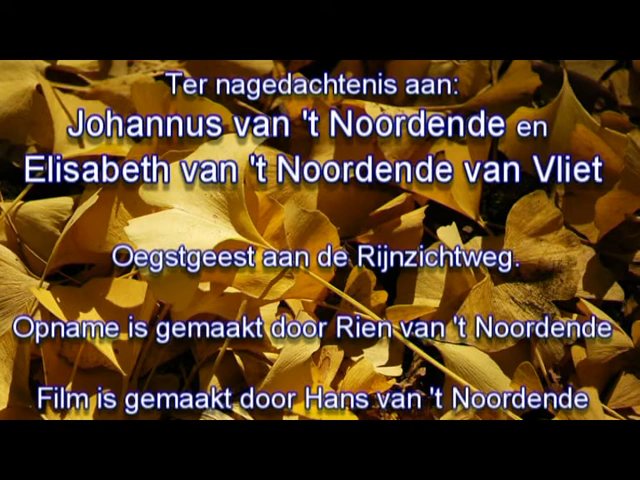 Ter nagedachtenis aan:
Johannus van 't Noordende en
Elisabeth van 't Noordende van Vliet
Oegstgeest aan de Rijnzichtweg.
Opname is gemaakt door Rien van 't Noordende
Film is gemaakt door Hans van 't Noordende